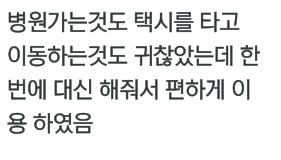 병원가는것도 택시를 타고
이동하는것도 귀찮았는데 한
번에 대신 해줘서 편하게 이
용 하였음